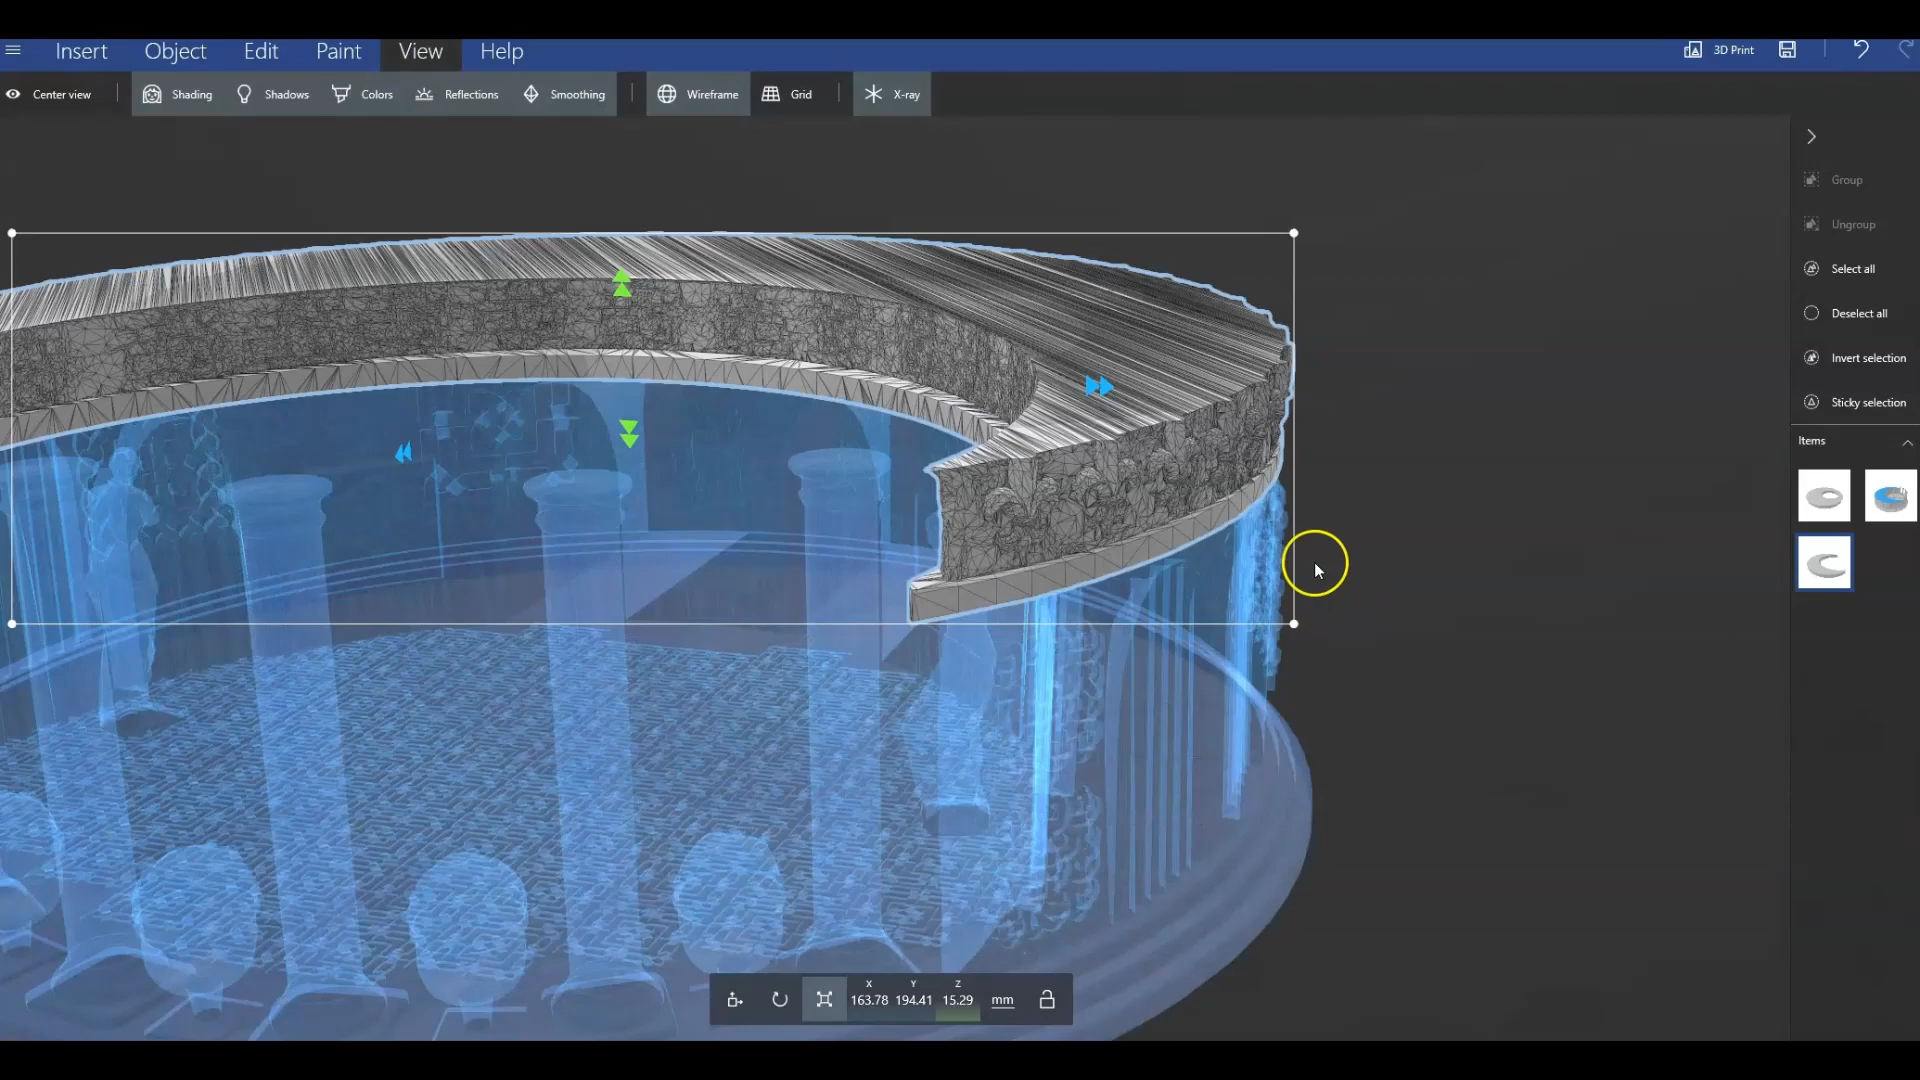 Insert Object Edit Paint View Help
3D Print
Center view Shading Shadows Colors Reflections Smoothing Wireframe Grid X-ray
Group
Ungroup
Select all
Deselect all
Invert selection
Sticky selection
Items
X Y Z
163.78 194.41 15.29 mm